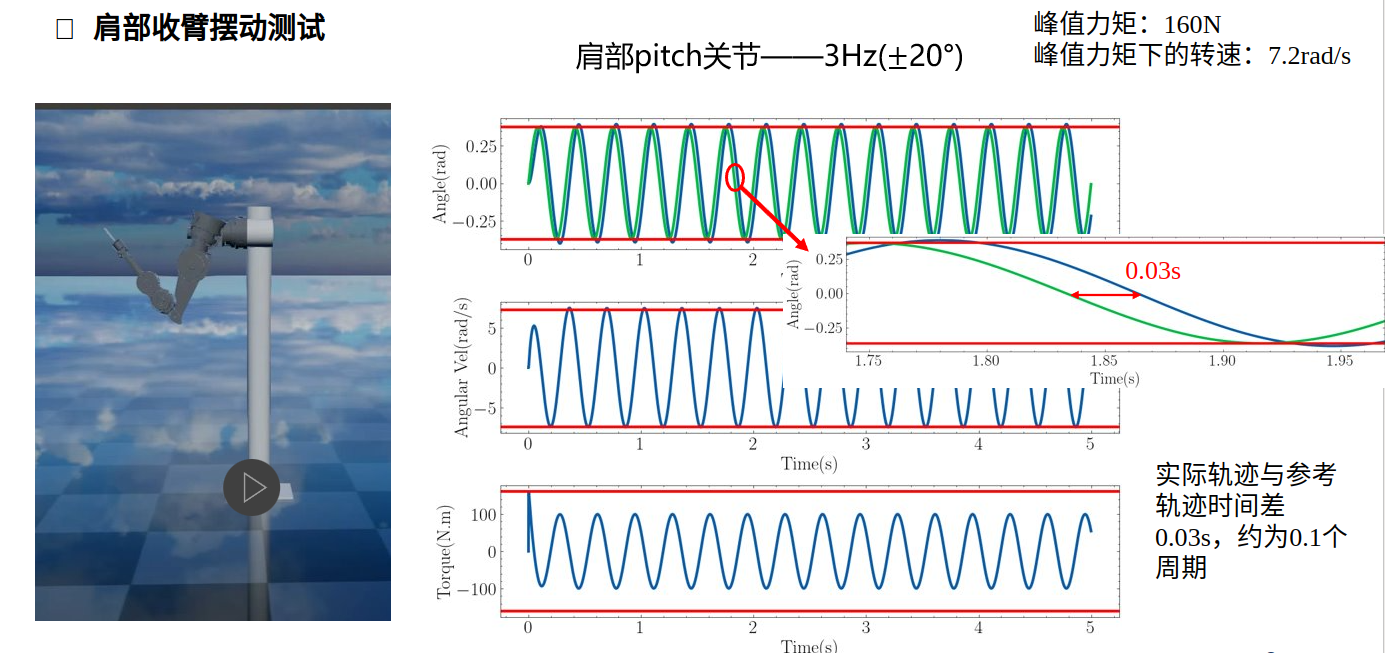 肩部收臂摆动测试
峰值力矩：160N
峰值力矩下的转速：7.2rad/s
肩部pitch关节——3Hz(±20°)
Angle(rad)
0.25
0.00
−0.25
0 1 2
0.03s
Angle(rad)
0.25
0.00
−0.25
1.75 1.80 1.85 1.90 1.95
Time(s)
Angular Vel(rad/s)
5
0
−5
0 1 2 3 4 5
Time(s)
实际轨迹与参考
轨迹时间差
0.03s，约为0.1个
周期
Torque(N.m)
100
0
−100
0 1 2 3 4 5
Time(s)